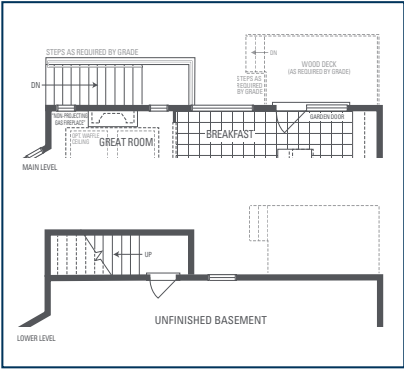 STEPS AS REQUIRED BY GRADE
DN
WOOD DECK
(AS REQUIRED BY GRADE)
DN
STEPS AS
REQUIRED
BY GRADE
"NON-PROJECTING
GAS FIREPLACE"
GARDEN DOOR
OPT. WAFFLE
CEILING
GREAT ROOM
BREAKFAST
MAIN LEVEL
UP
UNFINISHED BASEMENT
LOWER LEVEL